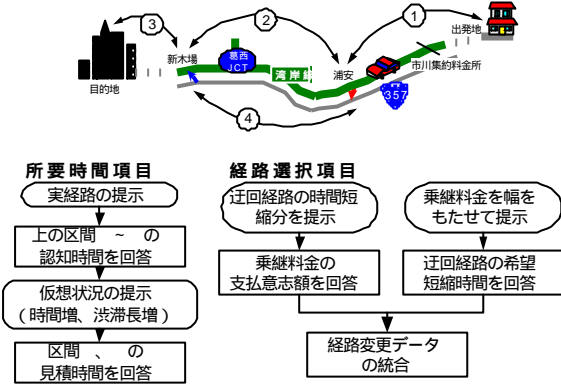 ③
②
①
出発地
目的地
新木場
葛西
JCT
湾岸線
浦安
市川集約料金所
357
④
所要時間項目
実経路の提示
上の区間 ~ の
認知時間を回答
仮想状況の提示
(時間増、渋滞長増)
区間 、 の
見積時間を回答
経路選択項目
迂回経路の時間短
縮分を提示
乗継料金の
支払意志額を回答
乗継料金を幅を
もたせて提示
迂回経路の希望
短縮時間を回答
経路変更データ
の統合